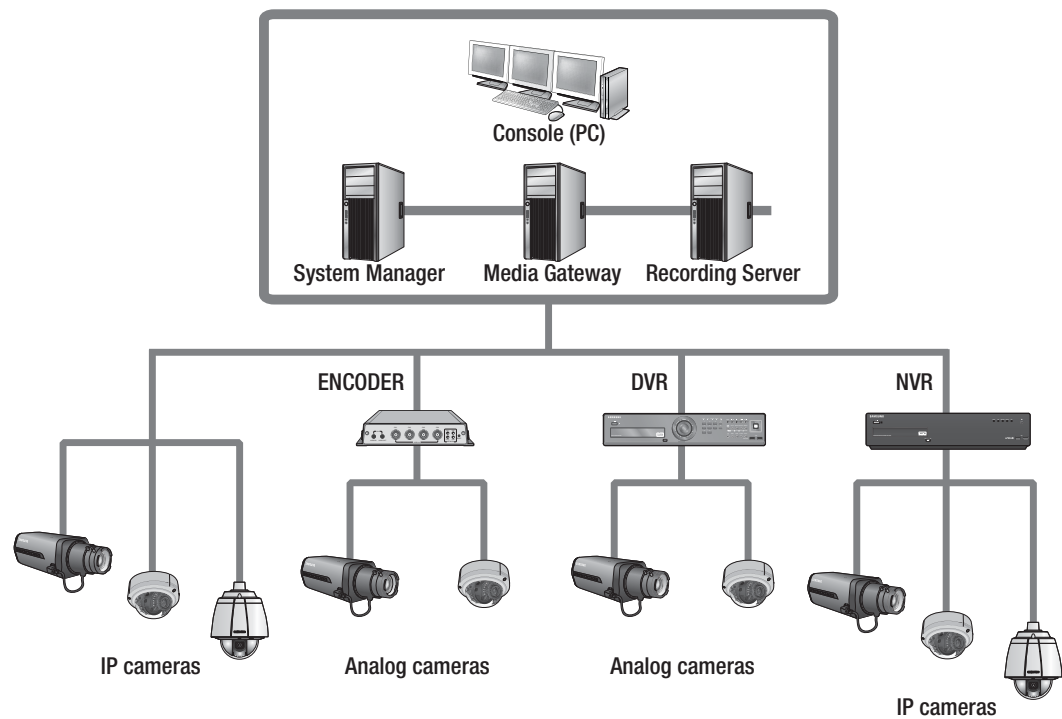 Console (PC)
System Manager
Media Gateway
Recording Server
ENCODER
DVR
NVR
IP cameras
Analog cameras
Analog cameras
IP cameras